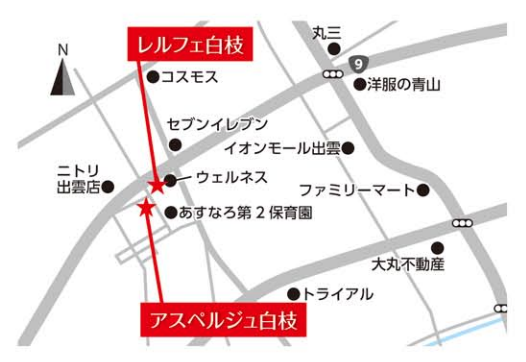 丸三
レルフェ白枝
N
9
コスモス
洋服の青山
セブンイレブン
イオンモール出雲
ニトリ
出雲店
ウェルネス
ファミリーマート
あすなろ第2保育園
大丸不動産
トライアル
アスペルジュ白枝